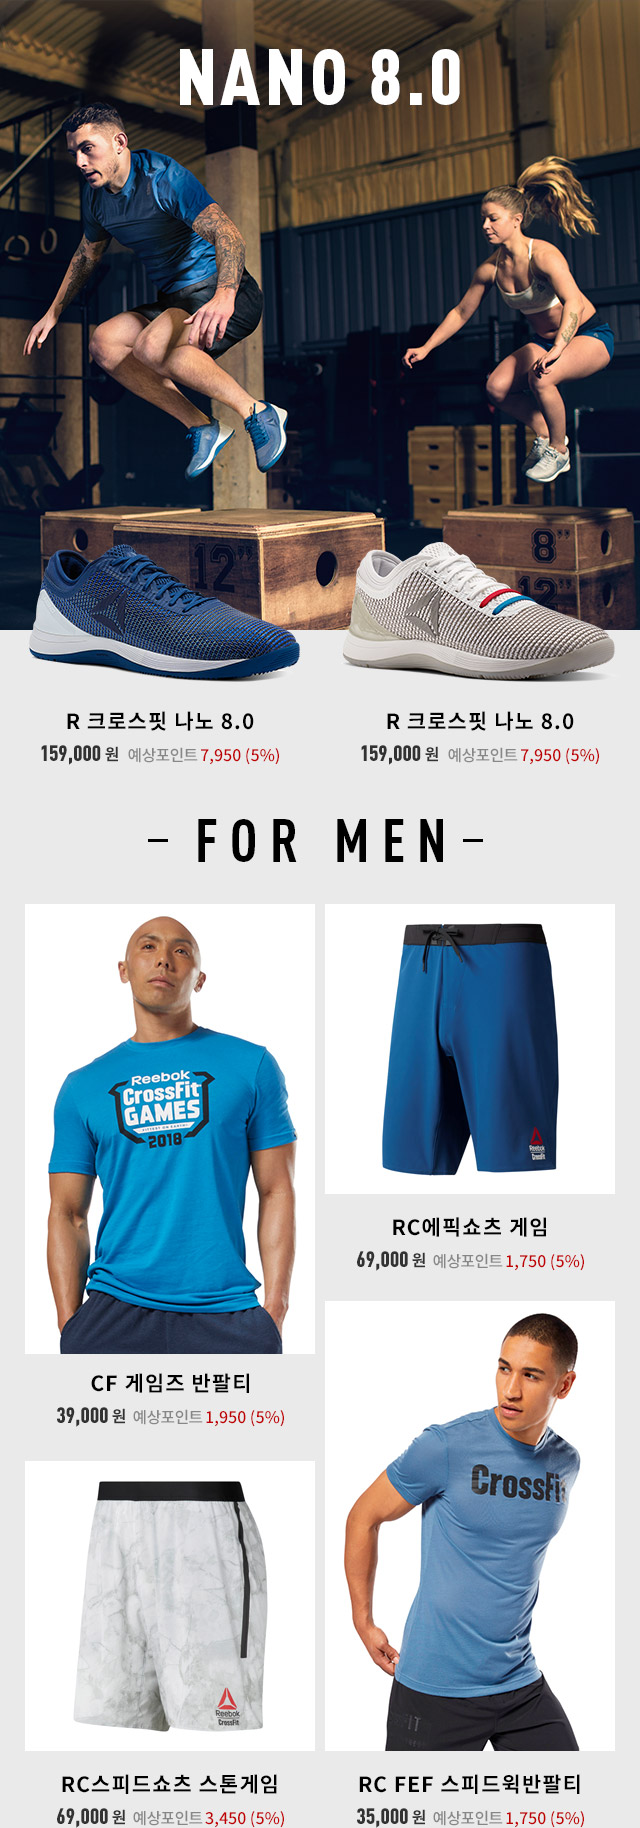 NANO 8.0
8"
12"
12"
R 크로스핏 나노 8.0
159,000 원 예상포인트 7,950 (5%)
R 크로스핏 나노 8.0
159,000 원 예상포인트 7,950 (5%)
- FOR MEN -
Reebok
CrossFit
GAMES
FITTEST ON EARTH
2018
CF 게임즈 반팔티
39,000 원 예상포인트 1,950 (5%)
Reebok
CrossFit
RC에픽쇼츠 게임
69,000 원 예상포인트 1,750 (5%)
Reebok
CrossFit
RC스피드쇼츠 스톤게임
69,000 원 예상포인트 3,450 (5%)
CrossFit
RC FEF 스피드윅반팔티
35,000 원 예상포인트 1,750 (5%)